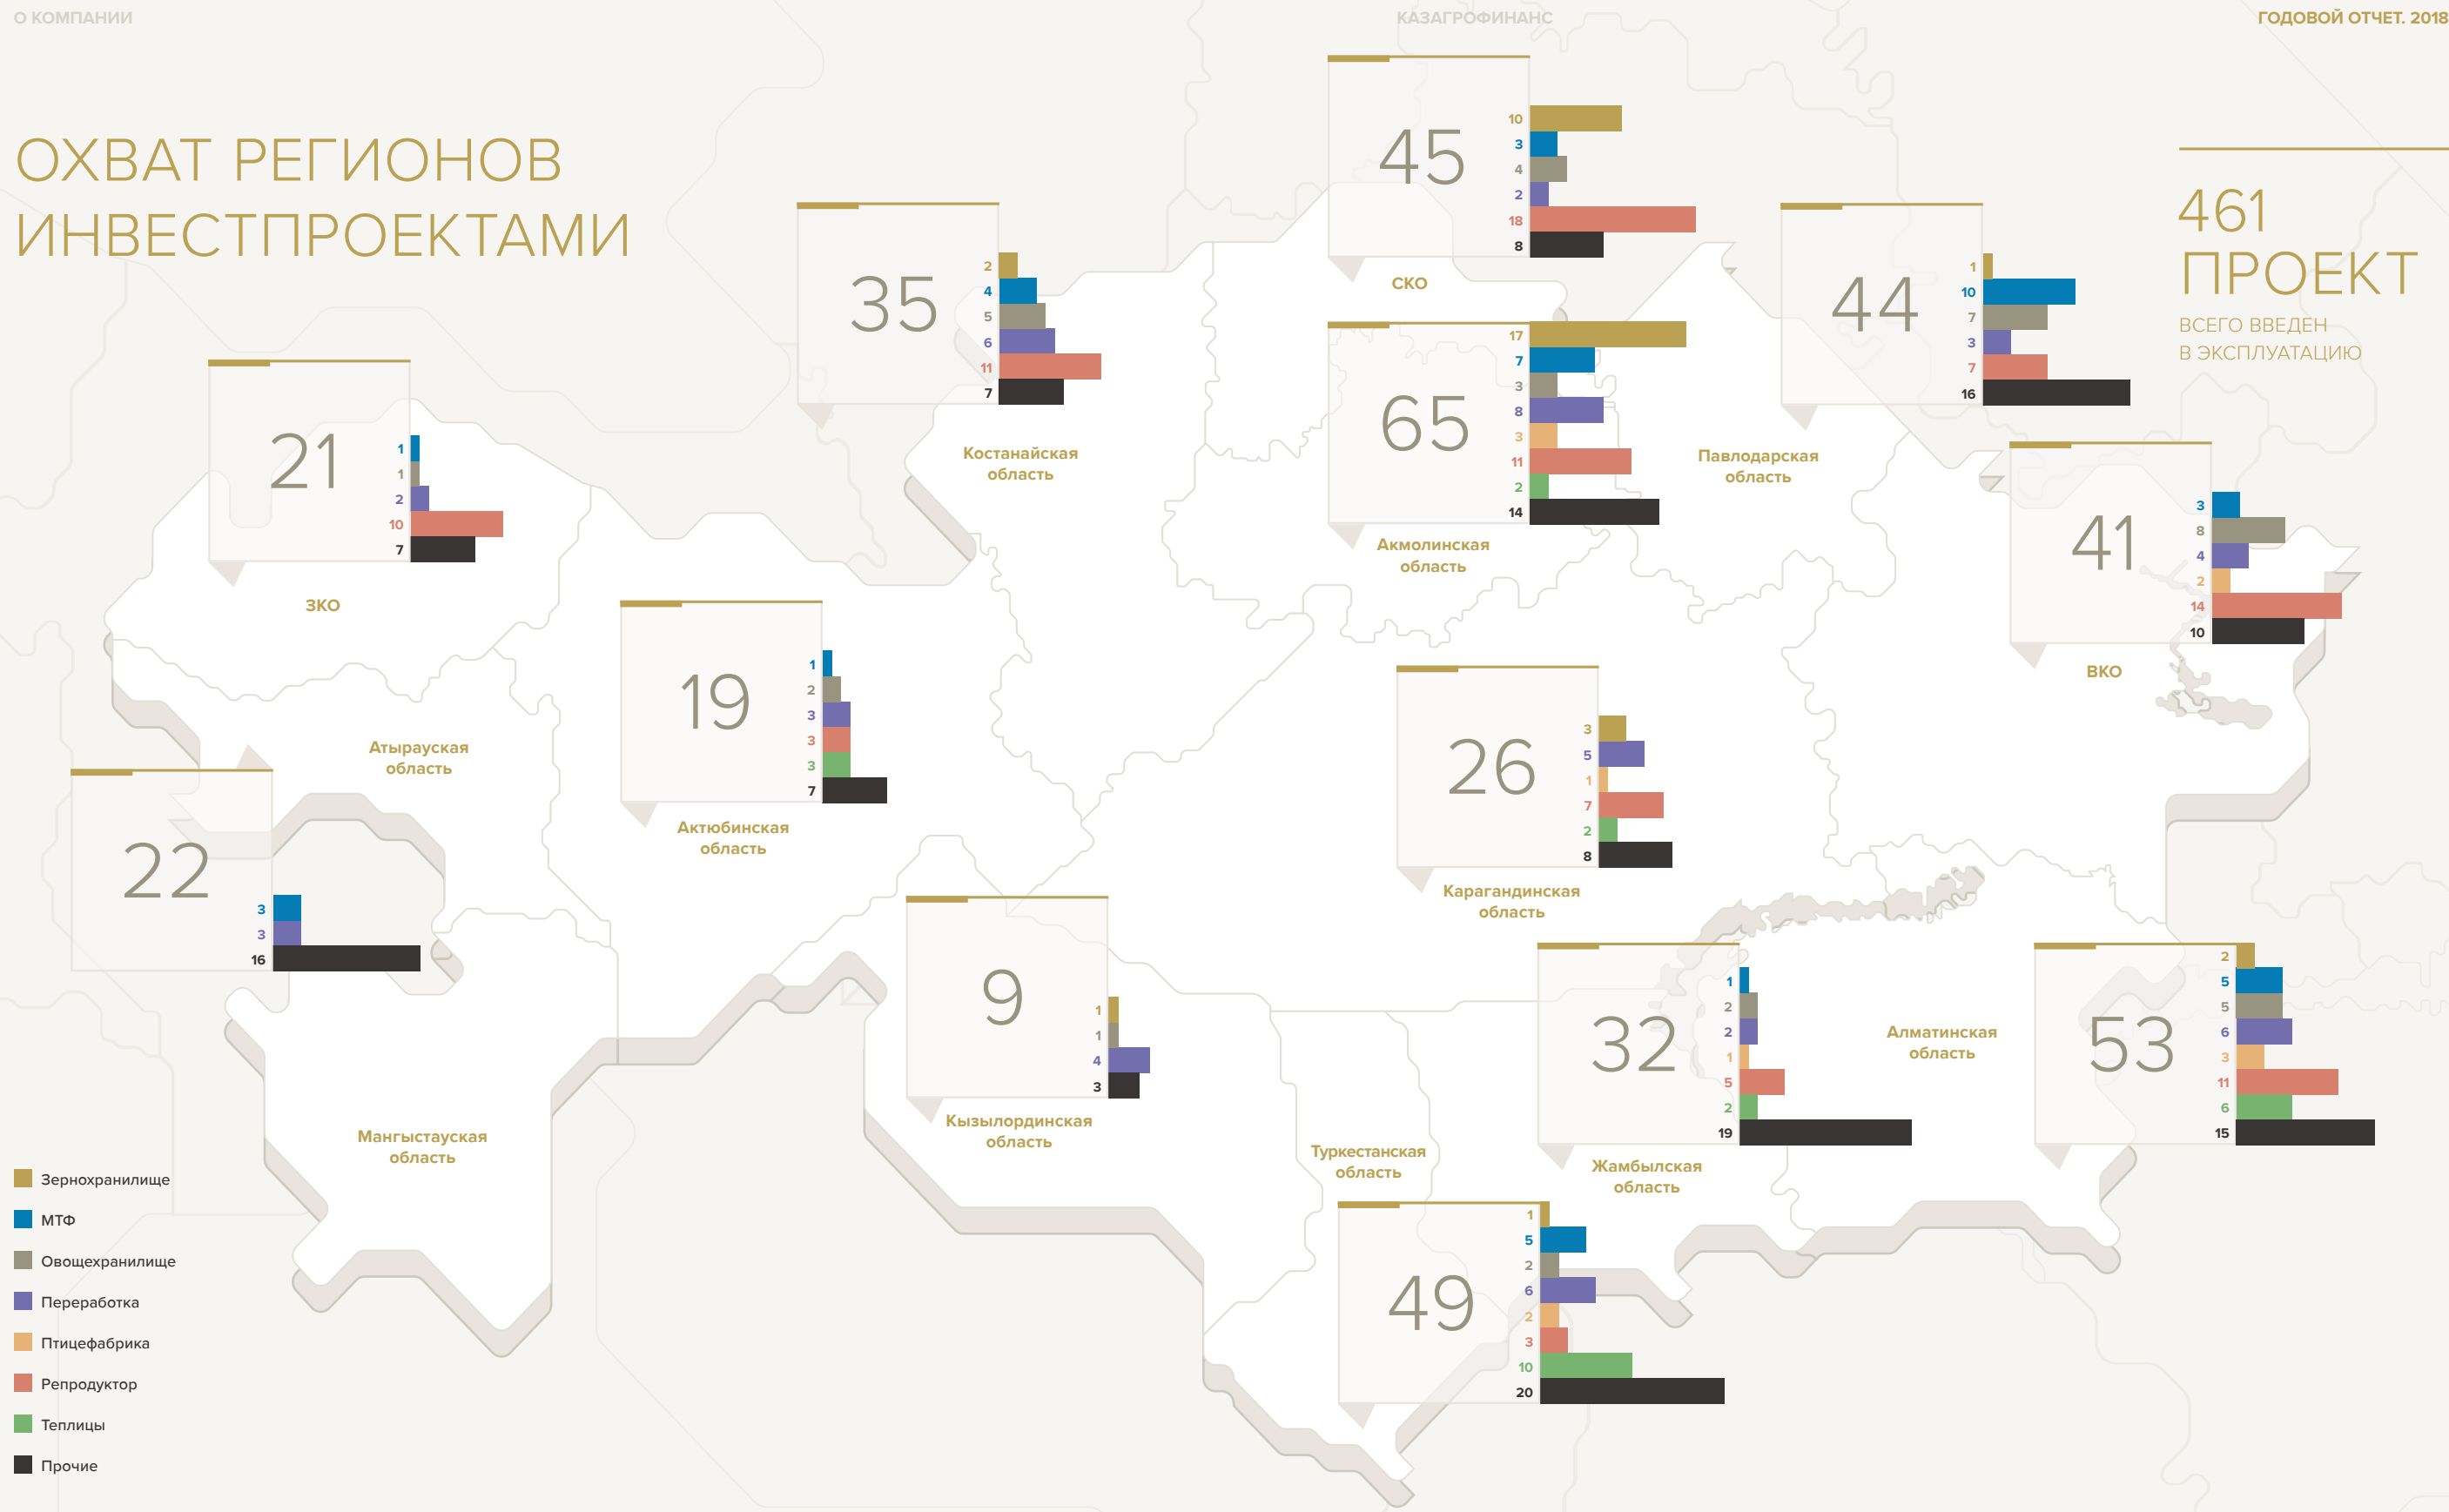 О КОМПАНИИ
КАЗАГРОФИНАНС
ГОДОВОЙ ОТЧЕТ. 2018
ОХВАТ РЕГИОНОВ
ИНВЕСТПРОЕКТАМИ
461
ПРОЕКТ
ВСЕГО ВВЕДЕН
В ЭКСПЛУАТАЦИЮ
45
10
3
4
2
18
8
СКО
35
2
4
5
6
11
7
Костанайская
область
44
1
10
7
3
7
16
Павлодарская
область
65
17
7
3
8
3
11
2
14
Акмолинская
область
21
1
1
2
10
7
ЗКО
41
3
8
4
2
14
10
ВКО
19
1
2
3
3
3
7
Актюбинская
область
26
3
5
1
7
2
8
Карагандинская
область
Атырауская
область
22
3
3
16
9
1
1
4
3
Кызылординская
область
32
1
2
2
1
5
2
19
Жамбылская
область
Алматинская
область
53
2
5
5
6
3
11
6
15
Мангыстауская
область
Туркестанская
область
49
1
5
2
6
2
3
10
20
Зернохранилище
МТФ
Овощехранилище
Переработка
Птицефабрика
Репродуктор
Теплицы
Прочие